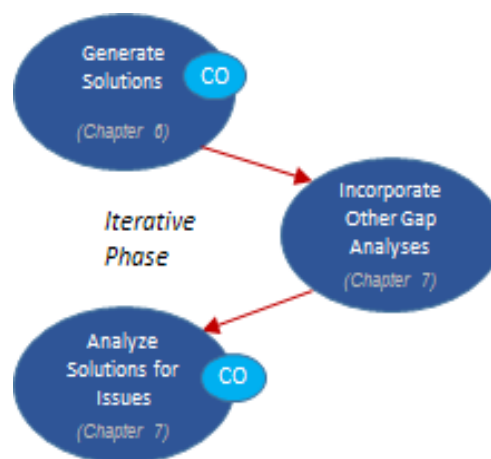 Generate
Solutions
CO
(Chapter 6)
Incorporate
Other Gap
Analyses
(Chapter 7)
Iterative
Phase
Analyze
Solutions for
Issues
CO
(Chapter 7)